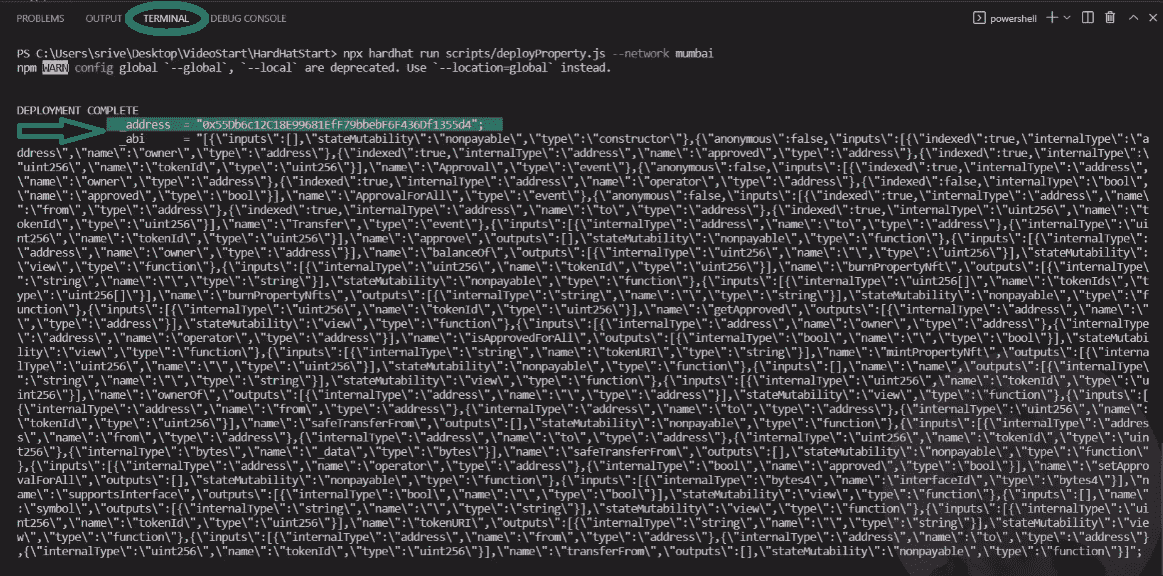 PROBLEMS OUTPUT TERMINAL DEBUG CONSOLE powershell
PS C:\Users\srive\Desktop\VideoStart\HardHatStart> npx hardhat run scripts/deployProperty.js --network mumbai
npm WARN config global `--global`, `--local` are deprecated. Use `--location=global` instead.
DEPLOYMENT COMPLETE
_address = "0x55Db6c12C18E99681EfF79bbebF6F436Df1355d4";
_abi = "[{\"inputs\":[],\"stateMutability\":\"nonpayable\",\"type\":\"constructor\"},{\"anonymous\":false,\"inputs\":[{\"indexed\":true,\"internalType\":\"a
ddress\",\"name\":\"owner\",\"type\":\"address\"},{\"indexed\":true,\"internalType\":\"address\",\"name\":\"approved\",\"type\":\"address\"},{\"indexed\":true,\"internalType\":\
"uint256\",\"name\":\"tokenId\",\"type\":\"uint256\"}],\"name\":\"Approval\",\"type\":\"event\"},{\"anonymous\":false,\"inputs\":[{\"indexed\":true,\"internalType\":\"address\",
\"name\":\"owner\",\"type\":\"address\"},{\"indexed\":true,\"internalType\":\"address\",\"name\":\"operator\",\"type\":\"address\"},{\"indexed\":false,\"internalType\":\"bool\",
\"name\":\"approved\",\"type\":\"bool\"}],\"name\":\"ApprovalForAll\",\"type\":\"event\"},{\"anonymous\":false,\"inputs\":[{\"indexed\":true,\"internalType\":\"address\",\"name\
":\"from\",\"type\":\"address\"},{\"indexed\":true,\"internalType\":\"address\",\"name\":\"to\",\"type\":\"address\"},{\"indexed\":true,\"internalType\":\"uint256\",\"name\":\"t
okenId\",\"type\":\"uint256\"}],\"name\":\"Transfer\",\"type\":\"event\"},{\"inputs\":[{\"internalType\":\"address\",\"name\":\"to\",\"type\":\"address\"},{\"internalType\":\"ui
nt256\",\"name\":\"tokenId\",\"type\":\"uint256\"}],\"name\":\"approve\",\"outputs\":[],\"stateMutability\":\"nonpayable\",\"type\":\"function\"},{\"inputs\":[{\"internalType\":\
"address\",\"name\":\"owner\",\"type\":\"address\"}],\"name\":\"balanceOf\",\"outputs\":[{\"internalType\":\"uint256\",\"name\":\"\",\"type\":\"uint256\"}],\"stateMutability\":\
"view\",\"type\":\"function\"},{\"inputs\":[{\"internalType\":\"uint256\",\"name\":\"tokenId\",\"type\":\"uint256\"}],\"name\":\"burnPropertyNft\",\"outputs\":[{\"internalType\":
\"string\",\"name\":\"\",\"type\":\"string\"}],\"stateMutability\":\"nonpayable\",\"type\":\"function\"},{\"inputs\":[{\"internalType\":\"uint256[]\",\"name\":\"tokenIds\",\"t
ype\":\"uint256[]\"}],\"name\":\"burnPropertyNfts\",\"outputs\":[{\"internalType\":\"string\",\"name\":\"\",\"type\":\"string\"}],\"stateMutability\":\"nonpayable\",\"type\":\"f
unction\"},{\"inputs\":[{\"internalType\":\"uint256\",\"name\":\"tokenId\",\"type\":\"uint256\"}],\"name\":\"getApproved\",\"outputs\":[{\"internalType\":\"address\",\"name\":\"
\",\"type\":\"address\"}],\"stateMutability\":\"view\",\"type\":\"function\"},{\"inputs\":[{\"internalType\":\"address\",\"name\":\"owner\",\"type\":\"address\"},{\"internalType
\":\"address\",\"name\":\"operator\",\"type\":\"address\"}],\"name\":\"isApprovedForAll\",\"outputs\":[{\"internalType\":\"bool\",\"name\":\"\",\"type\":\"bool\"}],\"stateMutabi
lity\":\"view\",\"type\":\"function\"},{\"inputs\":[{\"internalType\":\"string\",\"name\":\"tokenURI\",\"type\":\"string\"}],\"name\":\"mintPropertyNft\",\"outputs\":[{\"interna
lType\":\"uint256\",\"name\":\"\",\"type\":\"uint256\"}],\"stateMutability\":\"nonpayable\",\"type\":\"function\"},{\"inputs\":[],\"name\":\"name\",\"outputs\":[{\"internalType\
":\"string\",\"name\":\"\",\"type\":\"string\"}],\"stateMutability\":\"view\",\"type\":\"function\"},{\"inputs\":[{\"internalType\":\"uint256\",\"name\":\"tokenId\",\"type\":\"u
int256\"}],\"name\":\"ownerOf\",\"outputs\":[{\"internalType\":\"address\",\"name\":\"\",\"type\":\"address\"}],\"stateMutability\":\"view\",\"type\":\"function\"},{\"inputs\":[
{\"internalType\":\"address\",\"name\":\"from\",\"type\":\"address\"},{\"internalType\":\"address\",\"name\":\"to\",\"type\":\"address\"},{\"internalType\":\"uint256\",\"name\":
\"tokenId\",\"type\":\"uint256\"}],\"name\":\"safeTransferFrom\",\"outputs\":[],\"stateMutability\":\"nonpayable\",\"type\":\"function\"},{\"inputs\":[{\"internalType\":\"addres
s\",\"name\":\"from\",\"type\":\"address\"},{\"internalType\":\"address\",\"name\":\"to\",\"type\":\"address\"},{\"internalType\":\"uint256\",\"name\":\"tokenId\",\"type\":\"uin
t256\"},{\"internalType\":\"bytes\",\"name\":\"_data\",\"type\":\"bytes\"}],\"name\":\"safeTransferFrom\",\"outputs\":[],\"stateMutability\":\"nonpayable\",\"type\":\"function\"
},{\"inputs\":[{\"internalType\":\"address\",\"name\":\"operator\",\"type\":\"address\"},{\"internalType\":\"bool\",\"name\":\"approved\",\"type\":\"bool\"}],\"name\":\"setAppro
valForAll\",\"outputs\":[],\"stateMutability\":\"nonpayable\",\"type\":\"function\"},{\"inputs\":[{\"internalType\":\"bytes4\",\"name\":\"interfaceId\",\"type\":\"bytes4\"}],\"n
ame\":\"supportsInterface\",\"outputs\":[{\"internalType\":\"bool\",\"name\":\"\",\"type\":\"bool\"}],\"stateMutability\":\"view\",\"type\":\"function\"},{\"inputs\":[],\"name\"
:\"symbol\",\"outputs\":[{\"internalType\":\"string\",\"name\":\"\",\"type\":\"string\"}],\"stateMutability\":\"view\",\"type\":\"function\"},{\"inputs\":[{\"internalType\":\"ui
nt256\",\"name\":\"tokenId\",\"type\":\"uint256\"}],\"name\":\"tokenURI\",\"outputs\":[{\"internalType\":\"string\",\"name\":\"\",\"type\":\"string\"}],\"stateMutability\":\"vie
w\",\"type\":\"function\"},{\"inputs\":[{\"internalType\":\"address\",\"name\":\"from\",\"type\":\"address\"},{\"internalType\":\"address\",\"name\":\"to\",\"type\":\"address\"}
,{\"internalType\":\"uint256\",\"name\":\"tokenId\",\"type\":\"uint256\"}],\"name\":\"transferFrom\",\"outputs\":[],\"stateMutability\":\"nonpayable\",\"type\":\"function\"}]";